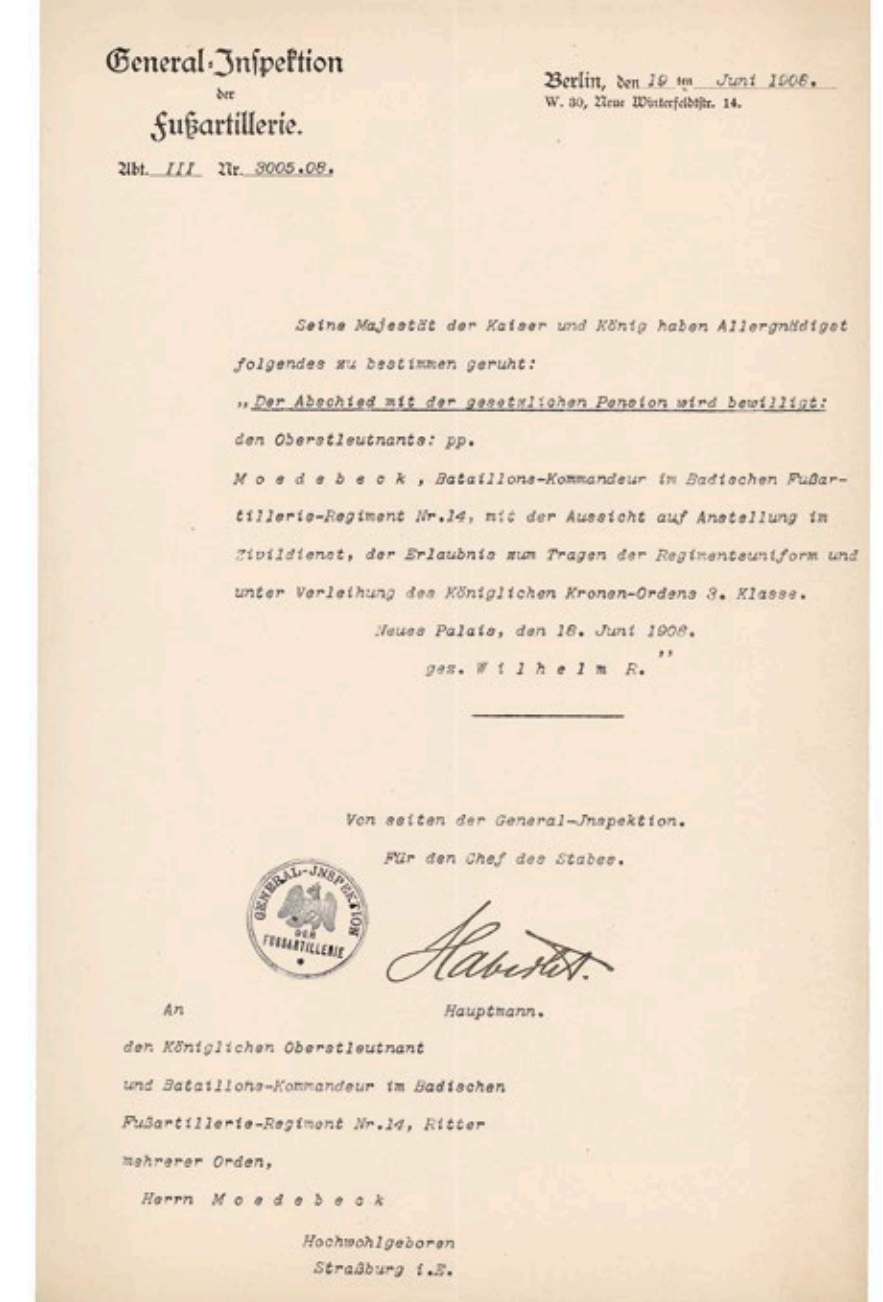 General-Inspektion
der
Fußartillerie.
Abt. III Nr. 3005.08.
Berlin, den 19 ten Juni 1908.
W. 30, Neue Winterfeldtstr. 14.
Seine Majestät der Kaiser und König haben Allergnädigst
folgendes zu bestimmen geruht:
„Der Abschied mit der gesetzlichen Pension wird bewilligt:
den Oberstleutnants: pp.
M o e d e b e c k , Bataillons-Kommandeur im Badischen Fußar-
tillerie-Regiment Nr.14, mit der Aussicht auf Anstellung im
Zivildienst, der Erlaubnis zum Tragen der Regimentsuniform und
unter Verleihung des Königlichen Kronen-Ordens 3. Klasse.
Neues Palais, den 18. Juni 1908.
gez. W i l h e l m R. "
Von seiten der General-Jnspektion.
Für den Chef des Stabes.
GENERAL-JNSPEKTION
DER
FUSSARTILLERIE
An
Hauptmann.
den Königlichen Oberstleutnant
und Bataillons-Kommandeur im Badischen
Fußartillerie-Regiment Nr.14, Ritter
mehrerer Orden,
Herrn M o e d e b e c k
Hochwohlgeboren
Straßburg i.E.